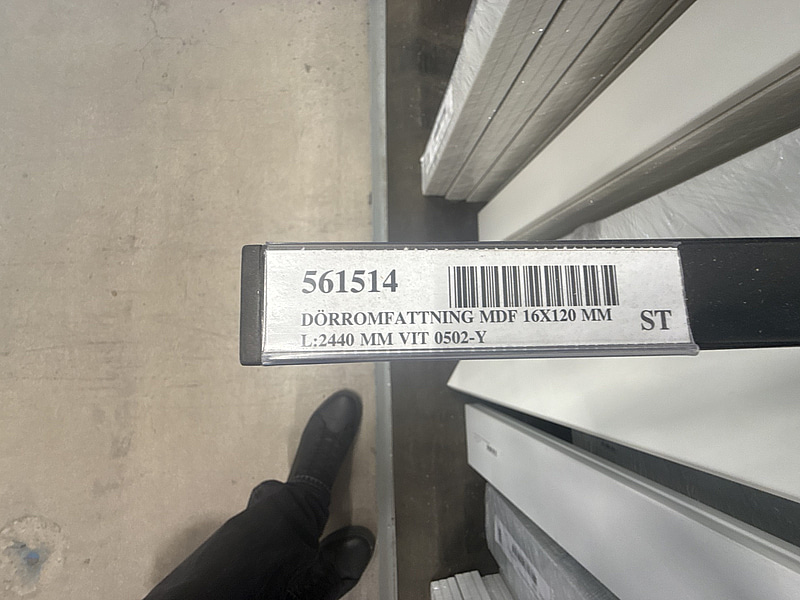 561514
DÖRROMFATTNING MDF 16X120 MM
L:2440 MM VIT 0502-Y
ST